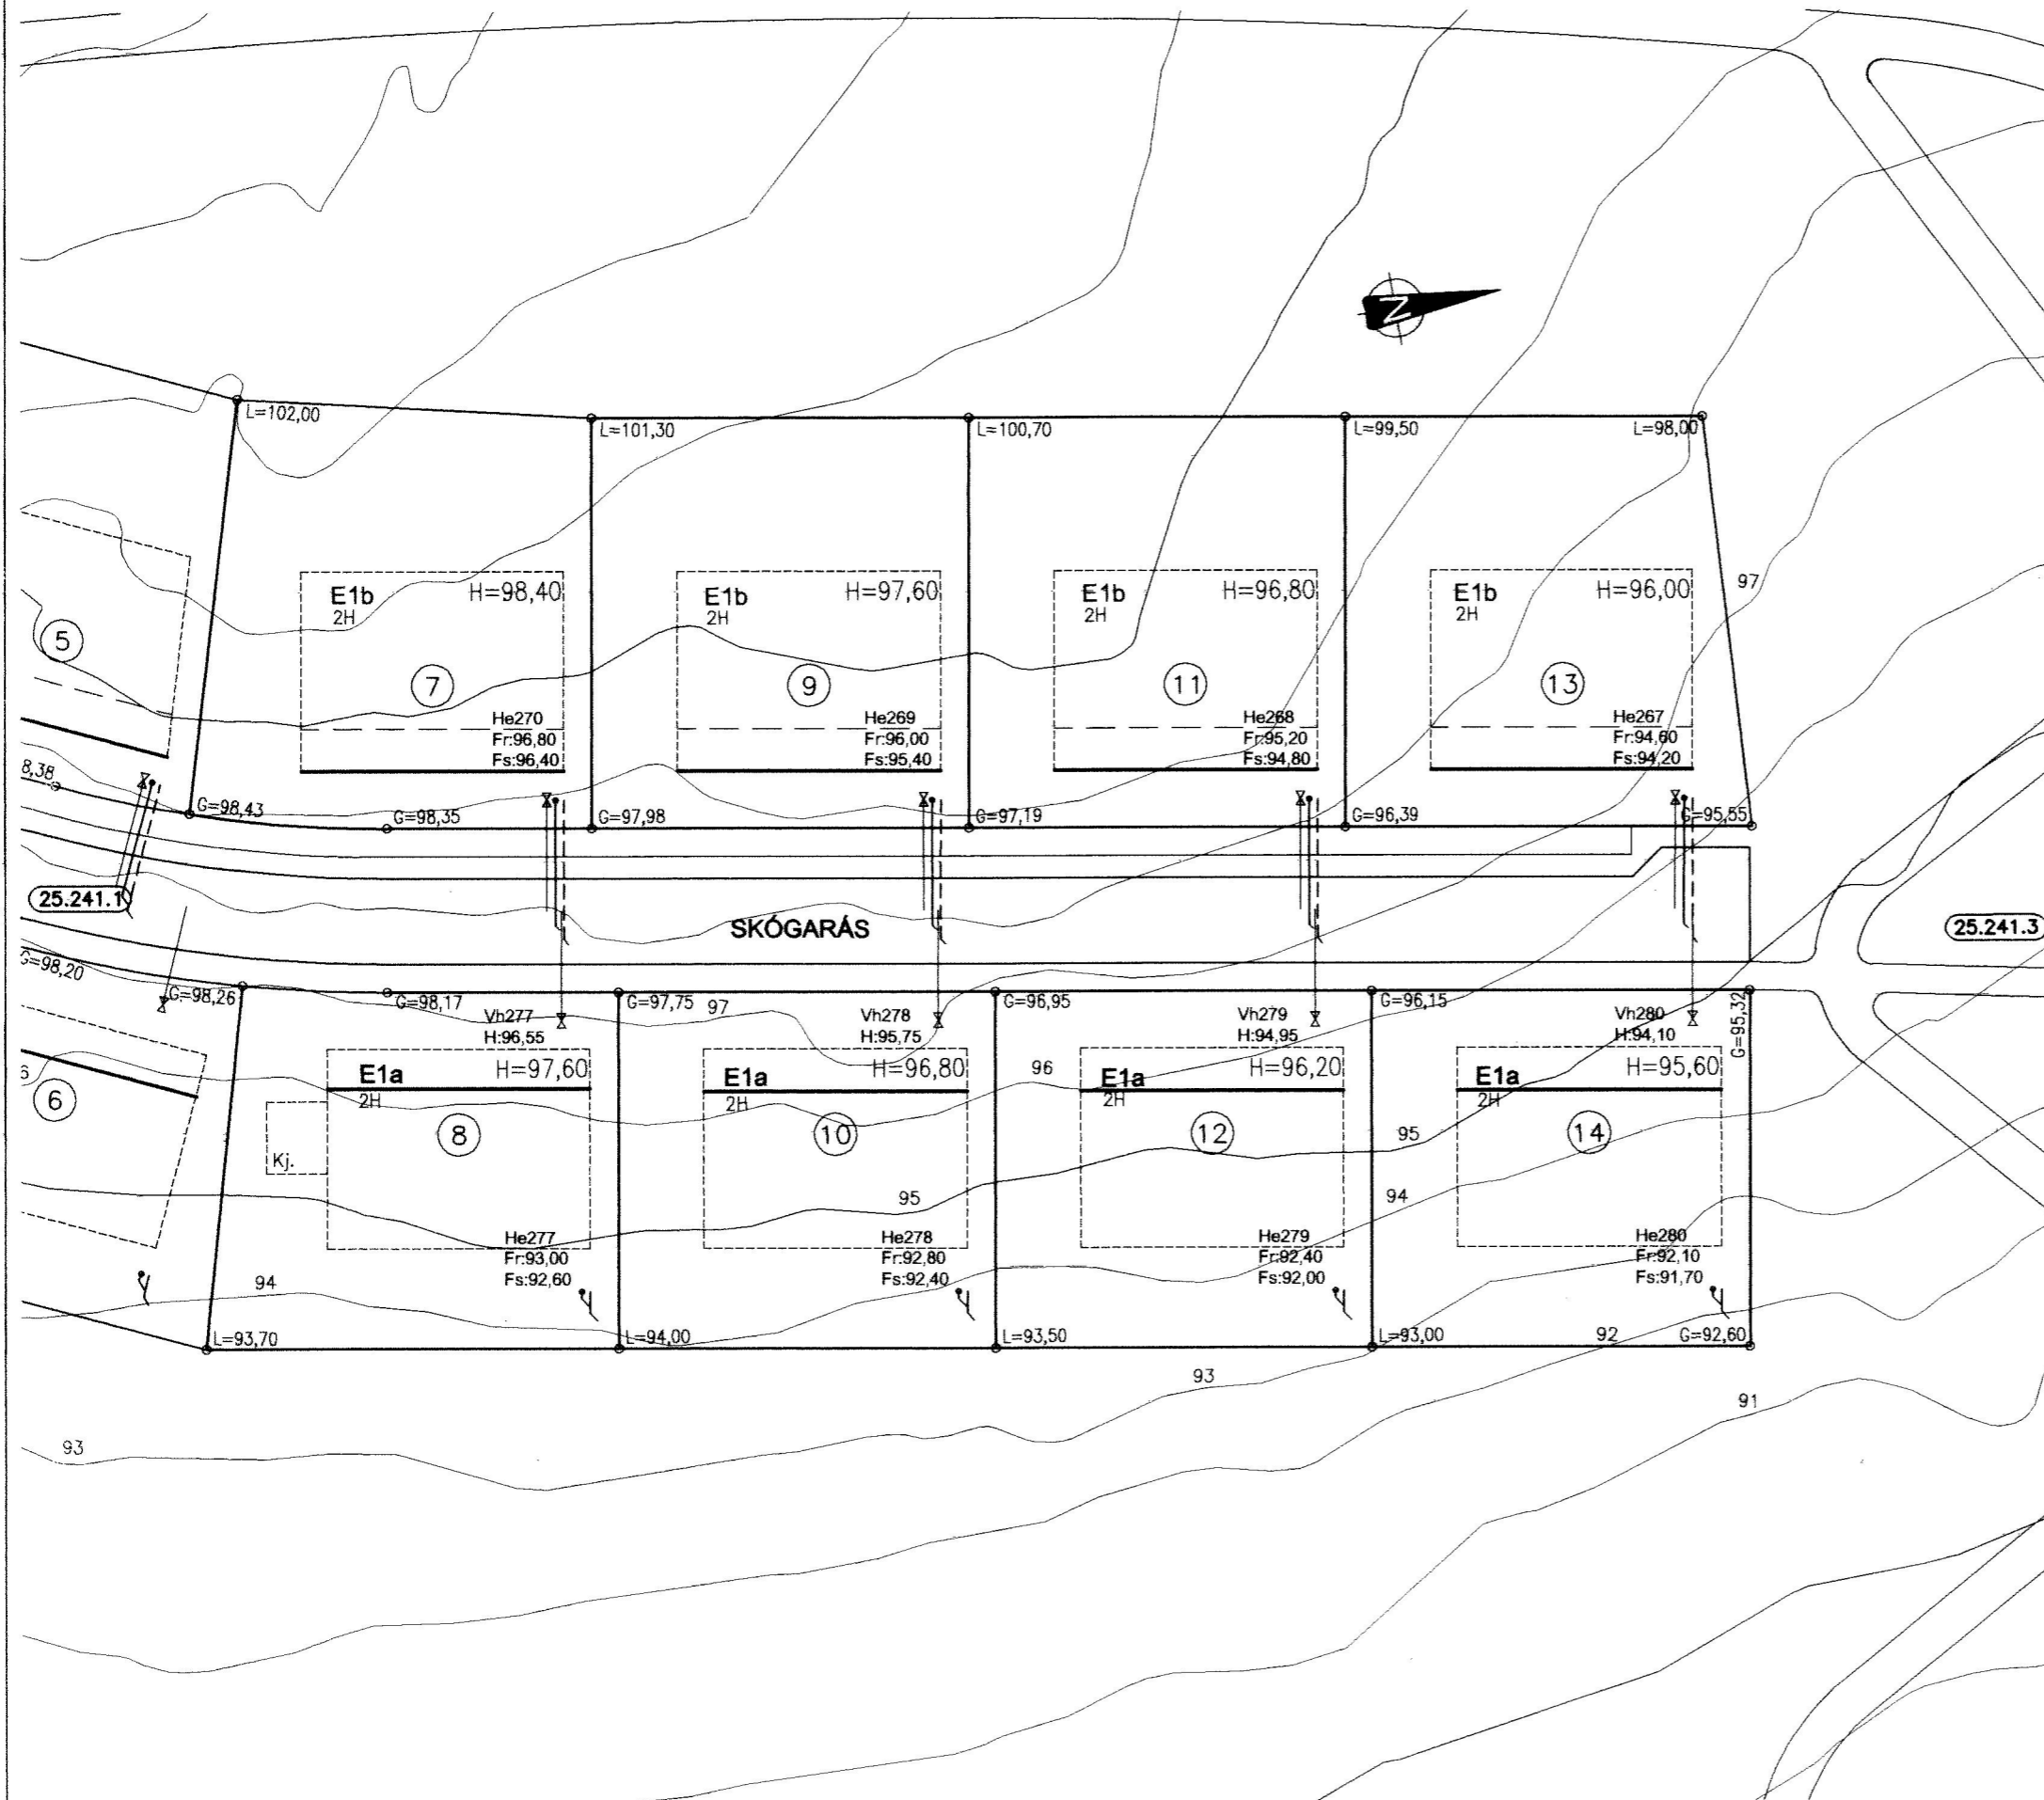 N
L=102,00
L=101,30
L=100,70
L=99,50
L=98,00
97
E1b H=98,40
2H
E1b H=97,60
2H
E1b H=96,80
2H
E1b H=96,00
2H
5
7
9
11
13
He270
Fr:96,80
Fs:96,40
He269
Fr:96,00
Fs:95,40
He268
Fr:95,20
Fs:94,80
He267
Fr:94,60
Fs:94,20
8,38
G=98,43
G=98,35
G=97,98
G=97,19
G=96,39
G=95,55
25.241.1
SKÓGARÁS
25.241.3
G=98,20
G=98,26
G=98,17
G=97,75
97
G=96,95
G=96,15
G=95,32
Vh277
H:96,55
Vh278
H:95,75
Vh279
H:94,95
Vh280
H:94,10
E1a H=97,60
2H
E1a H=96,80
2H
96
E1a H=96,20
2H
E1a H=95,60
2H
6
6
8
10
12
95
14
Kj.
95
94
He277
Fr:93,00
Fs:92,60
He278
Fr:92,80
Fs:92,40
He279
Fr:92,40
Fs:92,00
He280
Fr:92,10
Fs:91,70
94
L=93,70
L=94,00
L=93,50
L=93,00
92
G=92,60
93
91
93